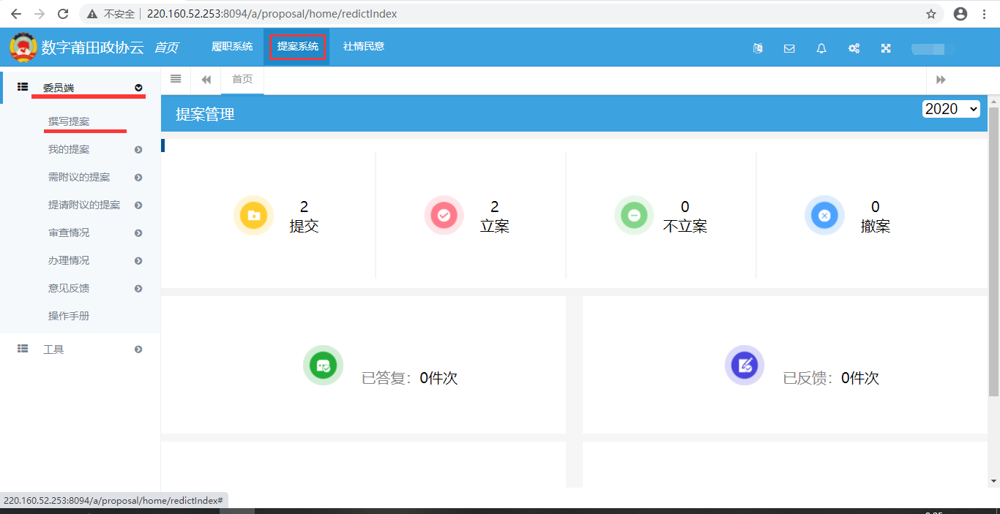 不安全 220.160.52.253:8094/a/proposal/home/redictIndex
数字莆田政协云 首页 履职系统 提案系统 社情民意
委员端
首页
撰写提案
我的提案
需附议的提案
提请附议的提案
审查情况
办理情况
意见反馈
操作手册
工具
提案管理 2020
2
提交
2
立案
0
不立案
0
撤案
已答复：0件次
已反馈：0件次
220.160.52.253:8094/a/proposal/home/redictIndex#